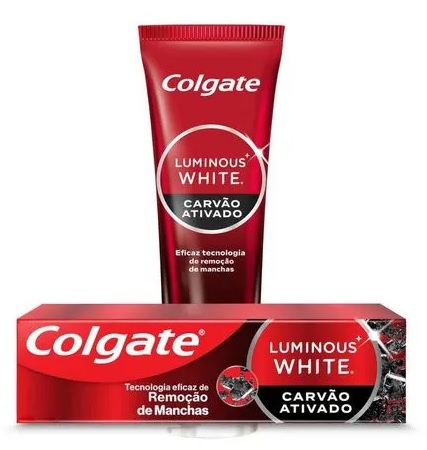 Colgate
LUMINOUS
WHITE®
CARVÃO
ATIVADO
Eficaz tecnologia
de remoção
de manchas
Colgate®
Tecnologia eficaz de
Remoção
de Manchas
LUMINOUS
WHITE®
CARVÃO
ATIVADO